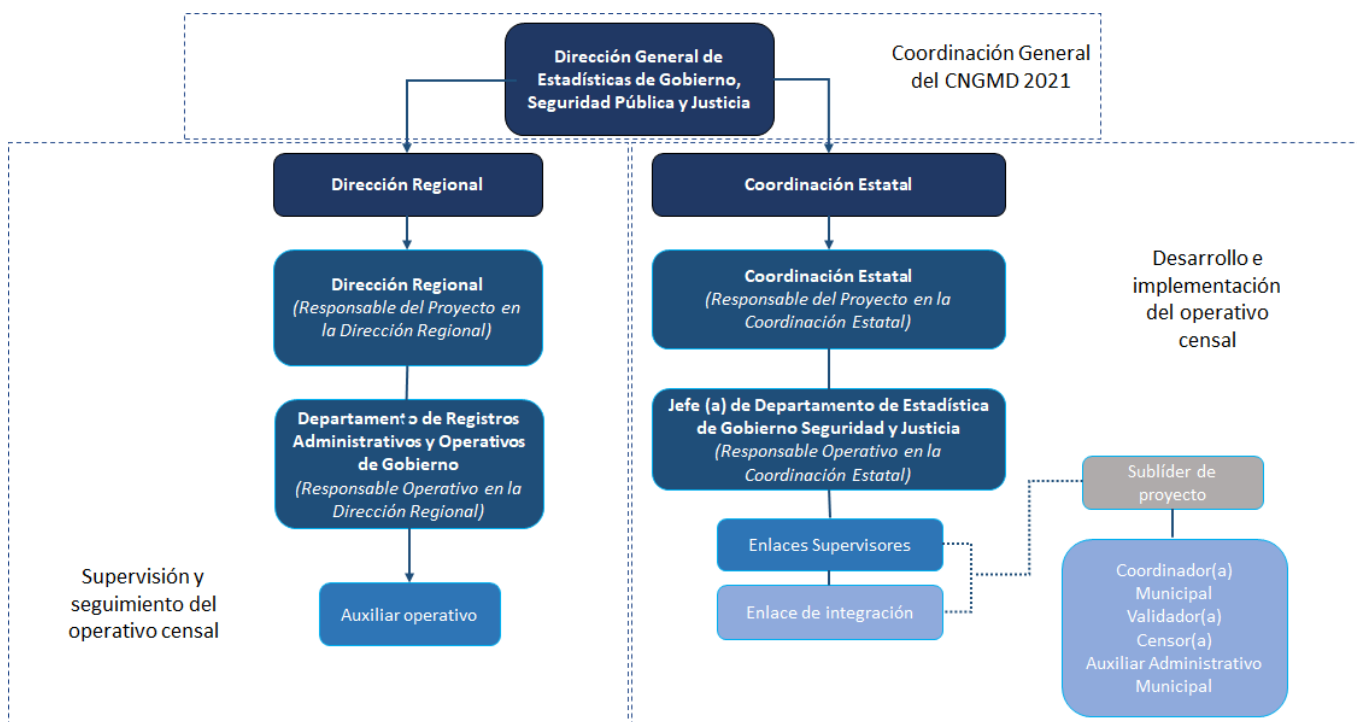 Dirección General de
Estadísticas de Gobierno,
Seguridad Pública y Justicia
Coordinación General
del CNGMD 2021
Dirección Regional
Dirección Regional
(Responsable del Proyecto en
la Dirección Regional)
Departamento de Registros
Administrativos y Operativos
de Gobierno
(Responsable Operativo en la
Dirección Regional)
Auxiliar operativo
Supervisión y
seguimiento del
operativo censal
Coordinación Estatal
Coordinación Estatal
(Responsable del Proyecto en la
Coordinación Estatal)
Jefe (a) de Departamento de Estadística
de Gobierno Seguridad y Justicia
(Responsable Operativo en la
Coordinación Estatal)
Enlaces Supervisores
Enlace de integración
Desarrollo e
implementación
del operativo
censal
Sublíder de
proyecto
Coordinador(a)
Municipal
Validador(a)
Censor(a)
Auxiliar Administrativo
Municipal